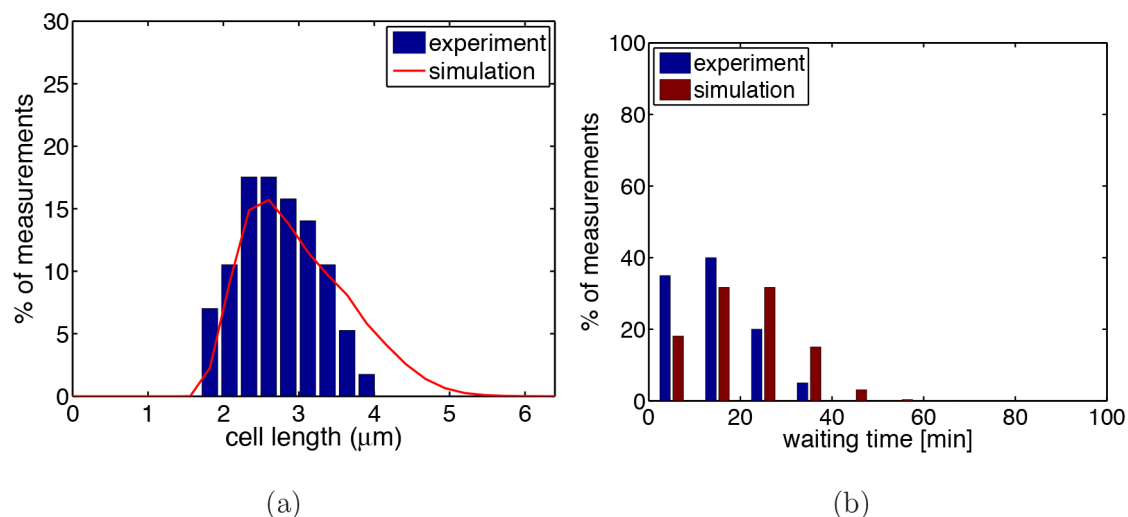 30
25
20
15
10
5
0
% of measurements
experiment
simulation
0 1 2 3 4 5 6
cell length (μm)
(a)
100
80
60
40
20
0
% of measurements
experiment
simulation
0 20 40 60 80 100
waiting time [min]
(b)